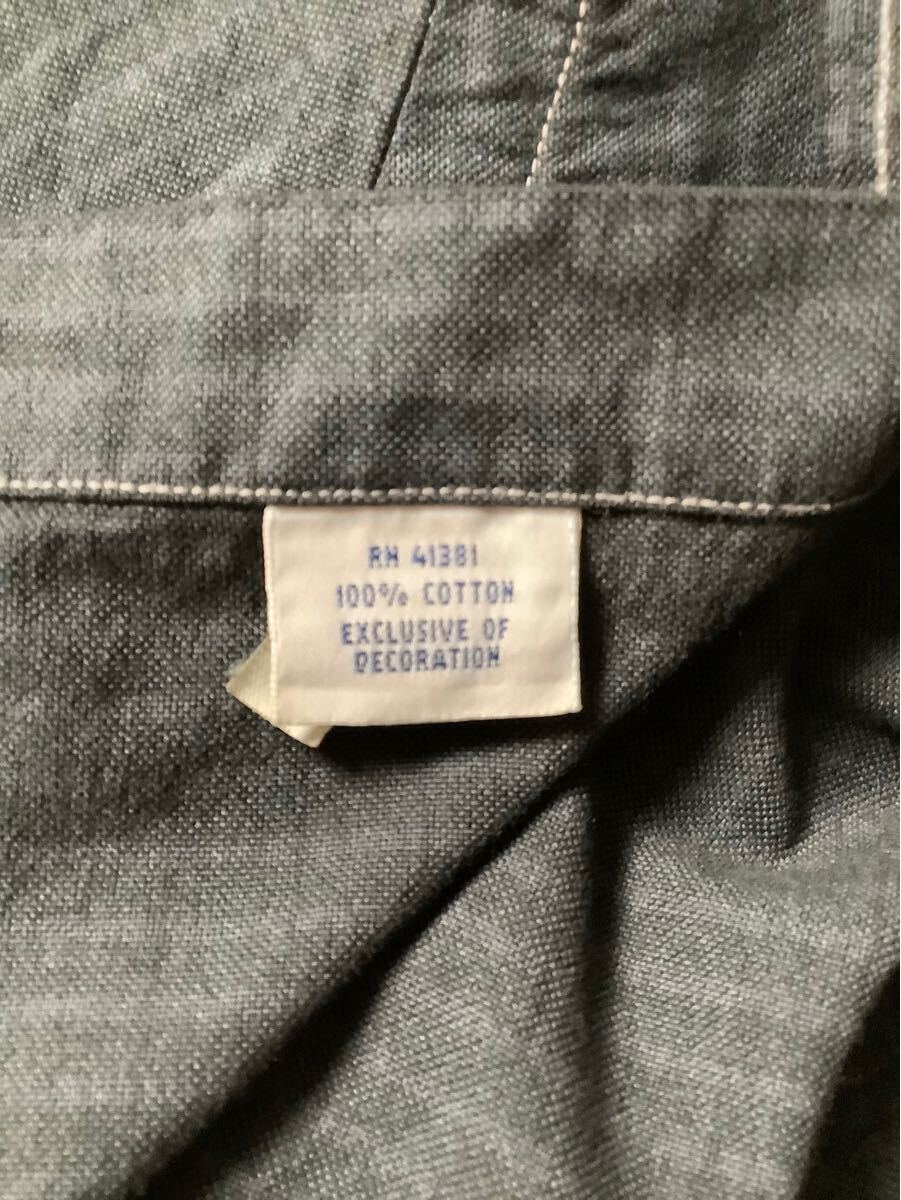 RN 41381
100% COTTON
EXCLUSIVE OF
DECORATION